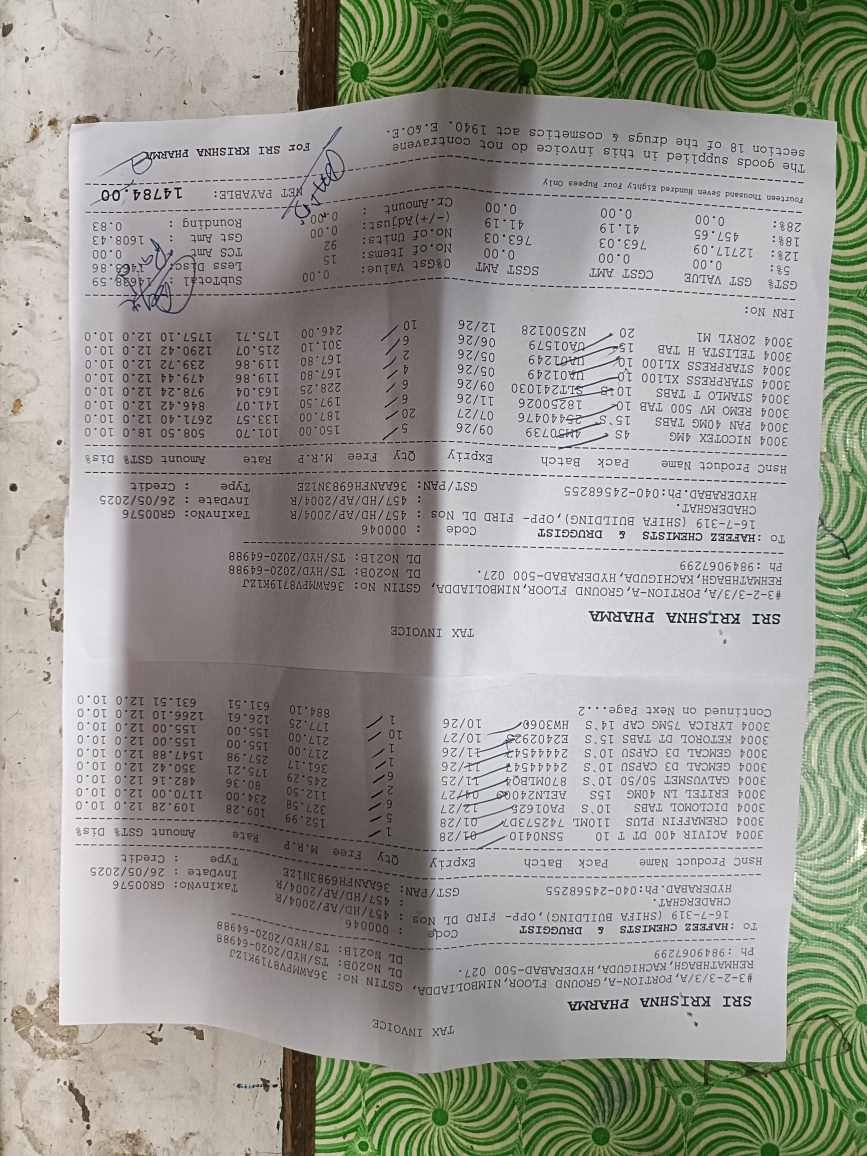 TAX INVOICE
SRI KRISHNA PHARMA
#3-2-3/3/A, PORTION-A, GROUND FLOOR,NIMBOLIADDA, GSTIN No: 36AWMPV8719K1ZJ
REHMATHBAGH,KACHIGUDA,HYDERABAD-500 027. DL No20B: TS/HYD/2020-64988
Ph :9849067299 DL No21B: TS/HYD/2020-64988
To :HAFEEZ CHEMISTS & DRUGGIST Code : 000046
16-7-319 (SHIFA BUILDING),OPP- FIRD DL Nos : 457/HD/AP/2004/R TaxInvNo: GR00576
CHADERGHAT. : 457/HD/AP/2004/R InvDate : 26/05/2025
HYDERABAD.Ph:040-24568255 GST/PAN: 36AANFH6983N1ZE Type : Credit
HsnC Product Name Pack Batch Expriy Qty Free M.R.P Rate Amount GST% Dis%
3004 ACIVIR 400 DT T 10 5SN0410 01/28 1 152.99 109.28 109.28 12.0 10.0
3004 CREMAFFIN PLUS 110ML 742573D7 01/28 5 327.58 234.00 1170.00 12.0 10.0
3004 DICLONOL TABS 10'S PA01625 12/27 6 112.50 80.36 482.16 12.0 10.0
3004 ERITEL LN 40MG 15S AEIN24009 04/27 2 245.29 175.21 350.42 12.0 10.0
3004 GALVUSMET 50/50 10'S 870MLBQ4 11/25 6 361.17 257.98 1547.88 12.0 10.0
3004 GEMCAL D3 CAPSU 10'S 24444547 11/26 1 217.00 155.00 155.00 12.0 10.0
3004 GEMCAL D3 CAPSU 10'S 24444547 11/26 1 217.00 155.00 155.00 12.0 10.0
3004 KETOROL DT TABS 15'S E2402925 10/27 10 177.25 126.61 1266.10 12.0 10.0
3004 LYRICA 75MG CAP 14'S HW3060 10/26 1 884.10 631.51 631.51 12.0 10.0
Continued on Next Page...2
TAX INVOICE
SRI KRISHNA PHARMA
#3-2-3/3/A, PORTION-A, GROUND FLOOR,NIMBOLIADDA, GSTIN No: 36AWMPV8719K1ZJ
REHMATHBAGH,KACHIGUDA,HYDERABAD-500 027. DL No20B: TS/HYD/2020-64988
Ph :9849067299 DL No21B: TS/HYD/2020-64988
To :HAFEEZ CHEMISTS & DRUGGIST Code : 000046
16-7-319 (SHIFA BUILDING),OPP- FIRD DL Nos : 457/HD/AP/2004/R TaxInvNo: GR00576
CHADERGHAT. : 457/HD/AP/2004/R InvDate : 26/05/2025
HYDERABAD.Ph:040-24568255 GST/PAN: 36AANFH6983N1ZE Type : Credit
HsnC Product Name Pack Batch Expriy Qty Free M.R.P Rate Amount GST% Dis%
3004 NICOTEX 4MG 4S 4M50739 09/26 5 150.00 101.70 508.50 18.0 10.0
3004 PAN 40MG TABS 15'S 25440476 07/27 20 187.00 133.57 2671.40 12.0 10.0
3004 REMO MV 500 TAB 10 18250026 11/26 6 197.50 141.07 846.42 12.0 10.0
3004 STAMLO T TABS 10'B SLT241030 09/26 6 228.25 163.04 978.24 12.0 10.0
3004 STARPRESS XL100 10 UA01249 05/26 4 167.80 119.86 479.44 12.0 10.0
3004 STARPRESS XL100 10 UA01249 05/26 2 167.80 119.86 239.72 12.0 10.0
3004 TELISTA H TAB 15 UA01579 06/26 6 301.10 215.07 1290.42 12.0 10.0
3004 ZORYL M1 20 N2500128 12/26 10 246.00 175.71 1757.10 12.0 10.0
IRN No:
GST% GST VALUE CGST AMT SGST AMT 0%Gst Value: 0.00 SubTotal : 14638.59
5%: 0.00 0.00 0.00 No.of Items: 15 Less Disc: 1463.86
12%: 12717.09 763.03 763.03 No.of Units: 92 TCS Amt : 0.00
18%: 457.65 41.19 41.19 (-/+)Adjust: 0.00 Gst Amt : 1608.43
28%: 0.00 0.00 0.00 Cr.Amount : 0.00 Rounding : 0.83
Fourteen Thousand Seven Hundred Eighty Four Rupees Only NET PAYABLE: 14784.00
The goods supplied in this invoice do not contravene For SRI KRISHNA PHARMA
section 18 of the drugs & cosmetics act 1940. E.&O.E.